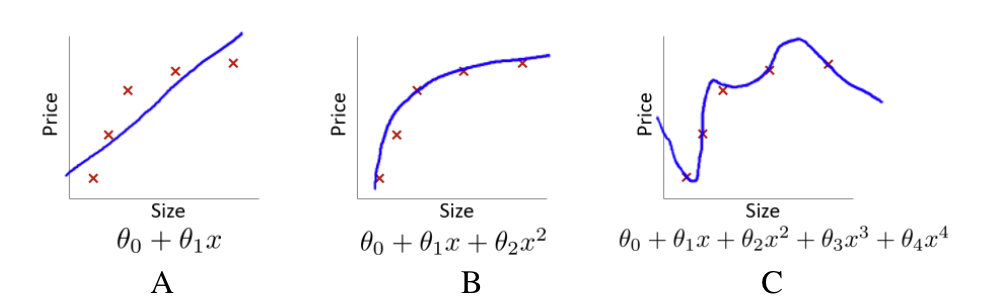 Price
Size
θ₀ + θ₁x
A
Price
Size
θ₀ + θ₁x + θ₂x²
B
Price
Size
θ₀ + θ₁x + θ₂x² + θ₃x³ + θ₄x⁴
C